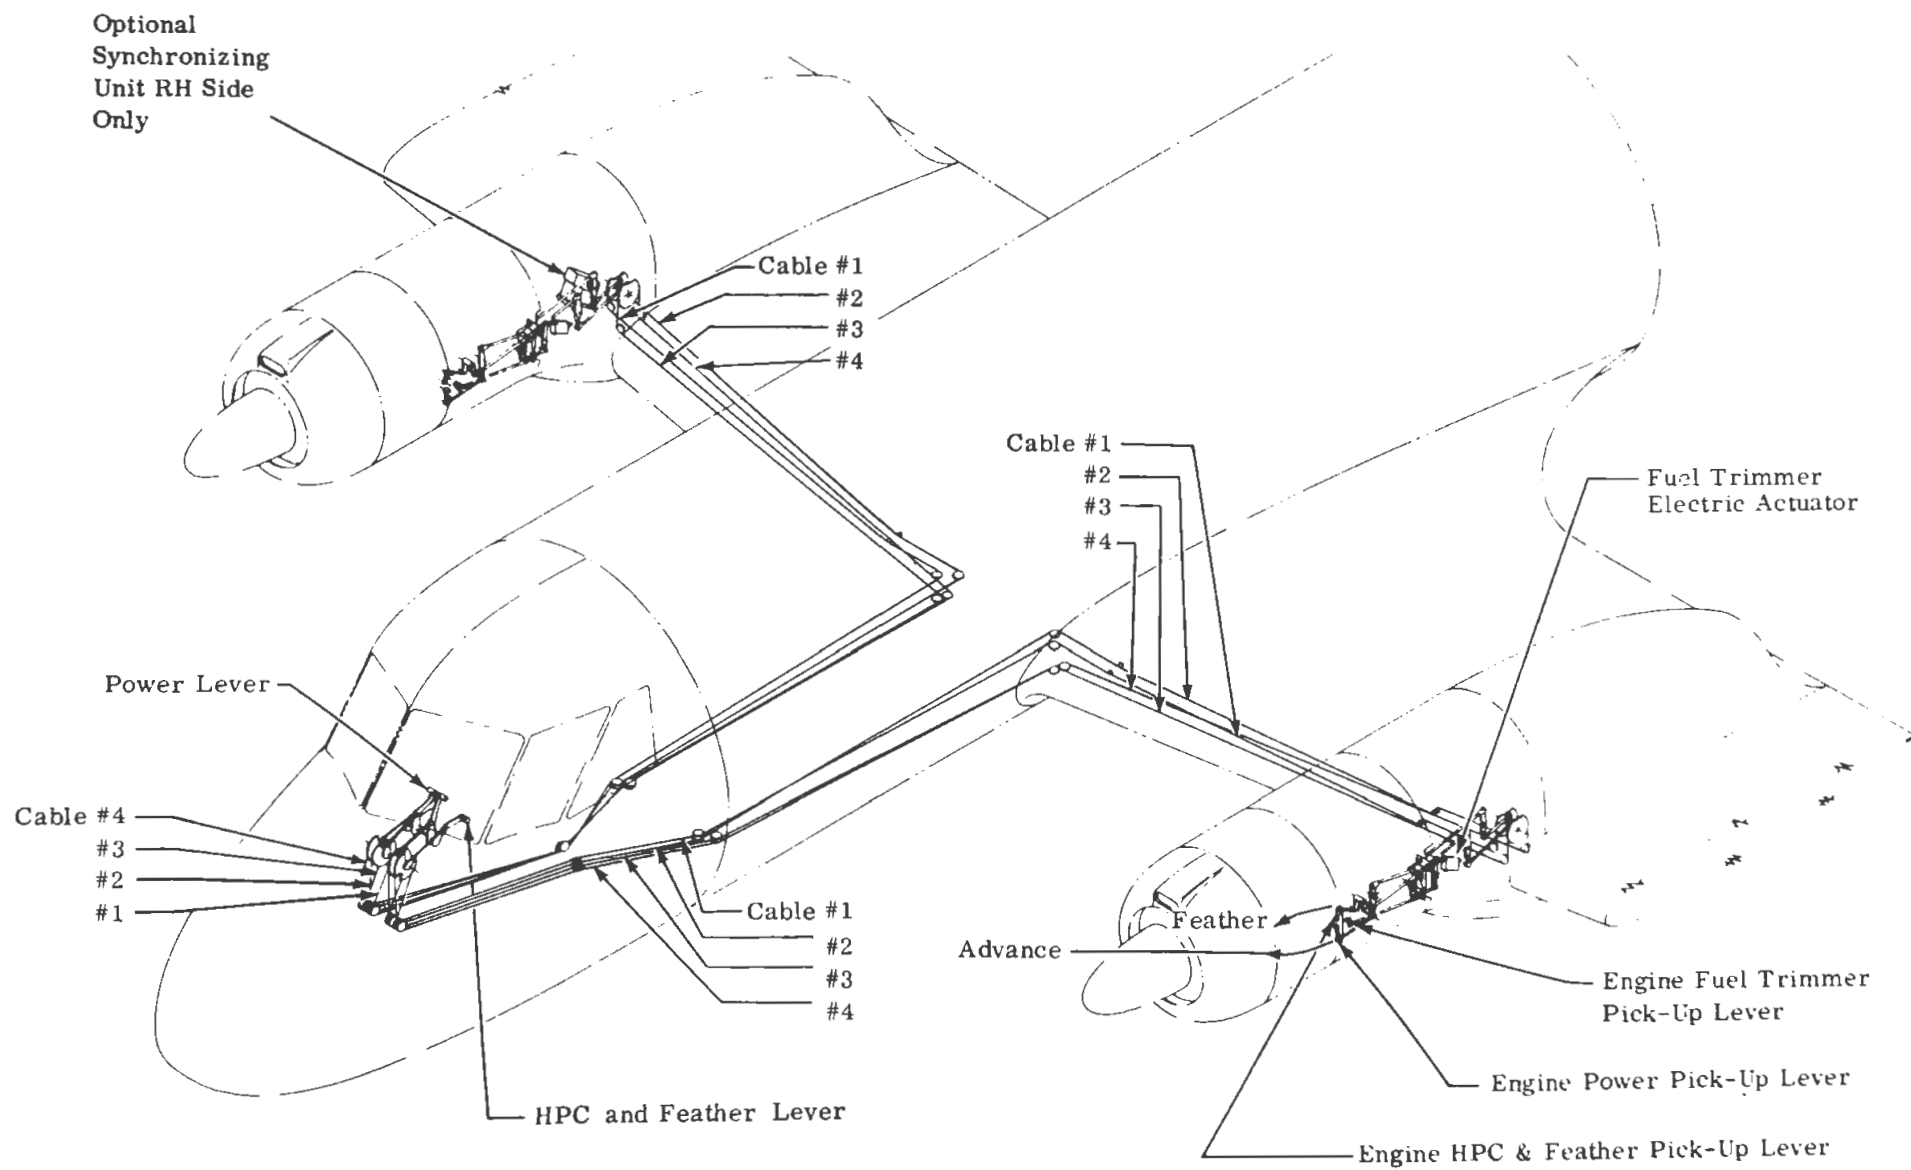 Optional
Synchronizing
Unit RH Side
Only
Cable #1
#2
#3
#4
Cable #1
#2
#3
#4
Fuel Trimmer
Electric Actuator
Power Lever
Cable #4
#3
#2
#1
Cable #1
#2
#3
#4
Feather
Advance
Engine Fuel Trimmer
Pick-Up Lever
Engine Power Pick-Up Lever
HPC and Feather Lever
Engine HPC & Feather Pick-Up Lever